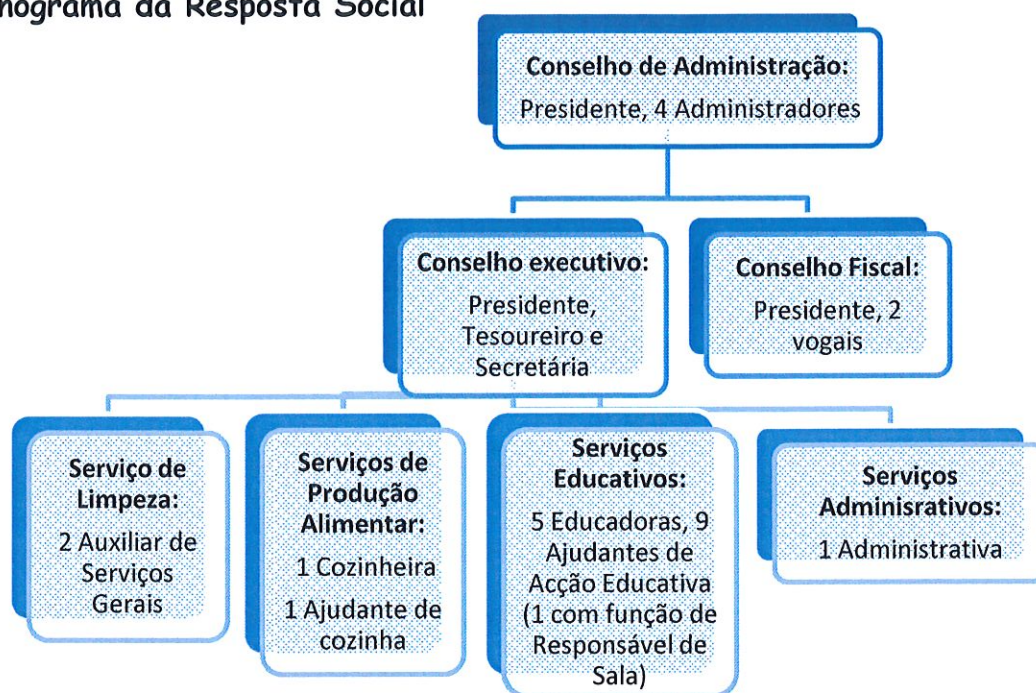 nograma da Resposta Social
Conselho de Administração:
Presidente, 4 Administradores
Conselho executivo:
Presidente,
Tesoureiro e
Secretária
Conselho Fiscal:
Presidente, 2
vogais
Serviço de
Limpeza:
2 Auxiliar de
Serviços
Gerais
Serviços de
Produção
Alimentar:
1 Cozinheira
1 Ajudante de
cozinha
Serviços
Educativos:
5 Educadoras, 9
Ajudantes de
Acção Educativa
(1 com função de
Responsável de
Sala)
Serviços
Adminisrativos:
1 Administrativa